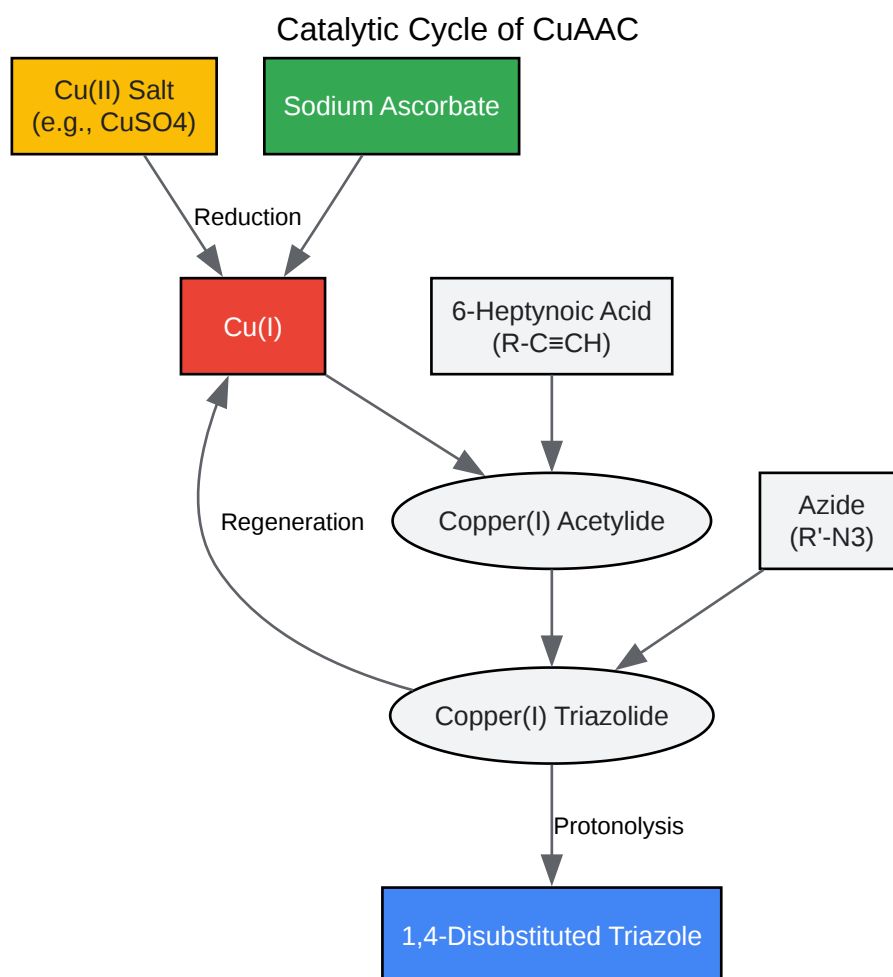 Catalytic Cycle of CuAAC
Cu(II) Salt
(e.g., CuSO4)
Sodium Ascorbate
Reduction
Cu(I)
6-Heptynoic Acid
(R-C≡CH)
Regeneration
Copper(I) Acetylide
Azide
(R'-N3)
Copper(I) Triazolide
Protonolysis
1,4-Disubstituted Triazole